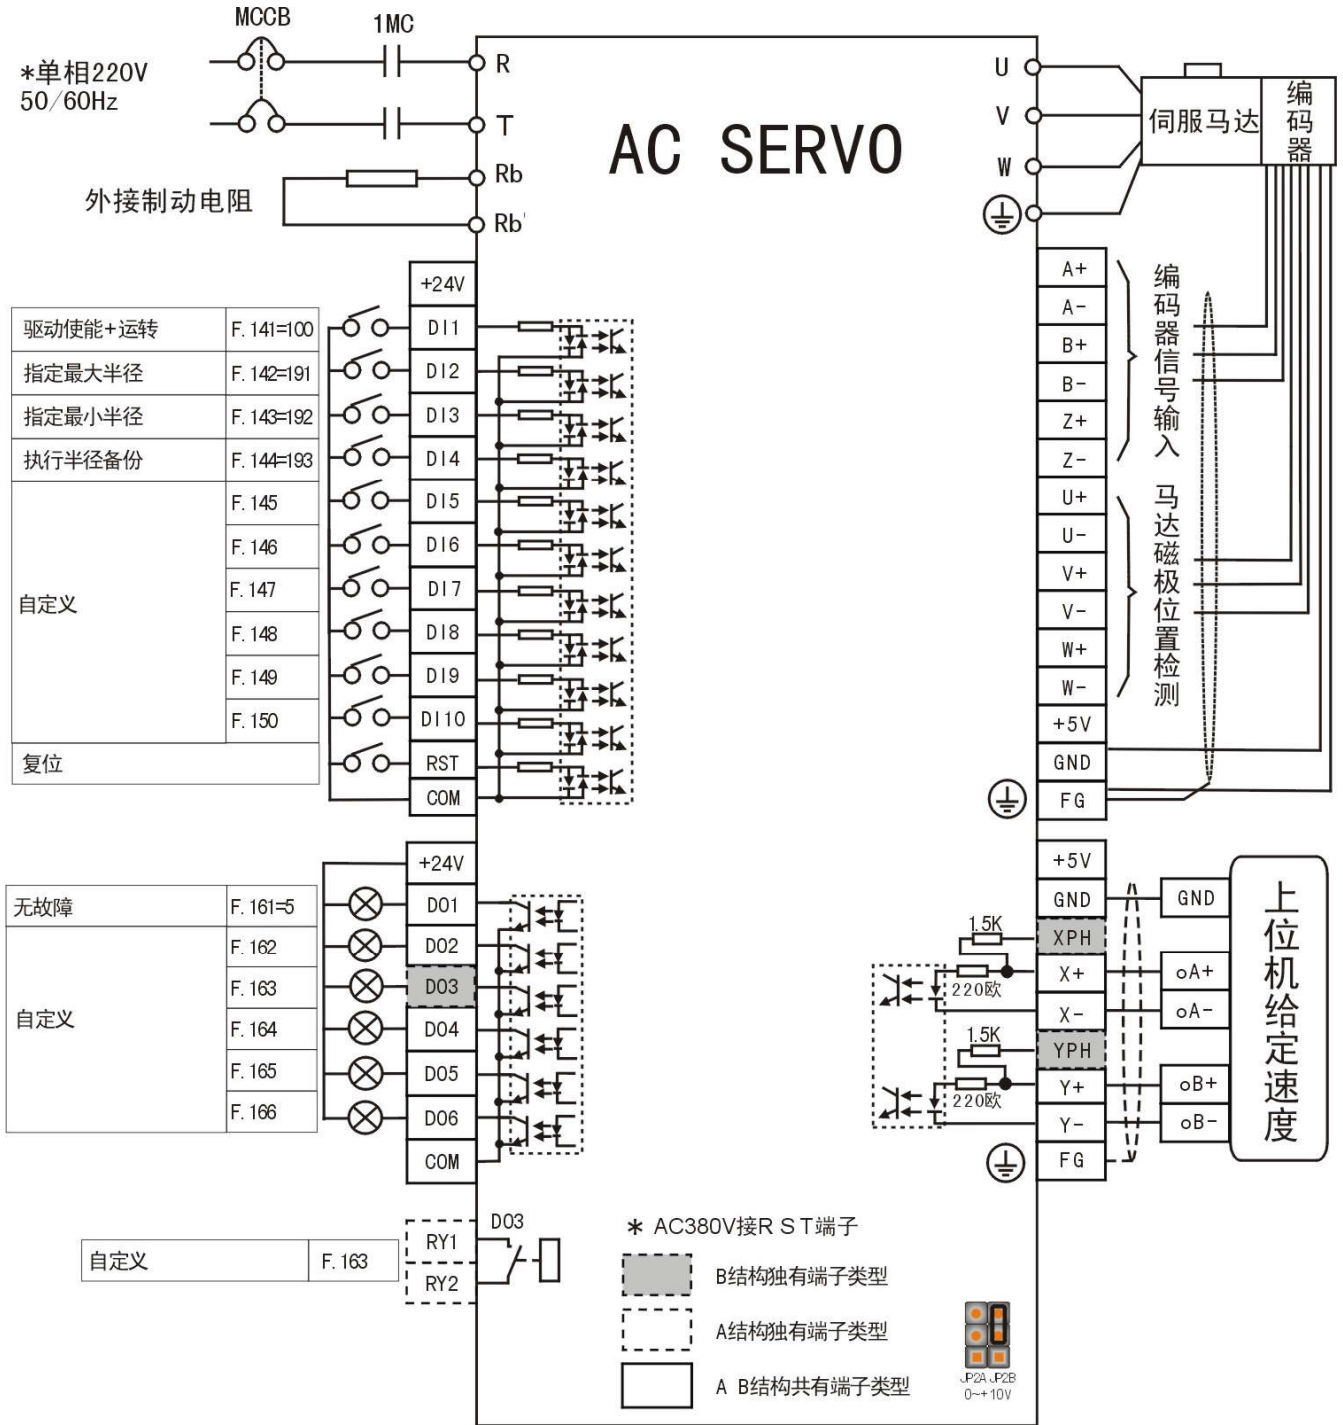 MCCB
1MC
*单相220V
50/60Hz
R
T
Rb
Rb'
外接制动电阻
AC SERVO
U
V
W
伺服马达
编码器
+24V
驱动使能+运转 F.141=100 DI1
指定最大半径 F.142=191 DI2
指定最小半径 F.143=192 DI3
执行半径备份 F.144=193 DI4
自定义
F.145 DI5
F.146 DI6
F.147 DI7
F.148 DI8
F.149 DI9
F.150 DI10
复位 RST
COM
A+
A-
B+
B-
Z+
Z-
编码器信号输入
U+
U-
V+
V-
W+
W-
马达磁极位置检测
+5V
GND
FG
+24V
无故障 F.161=5 DO1
自定义
F.162 DO2
F.163 DO3
F.164 DO4
F.165 DO5
F.166 DO6
COM
+5V
GND
XPH
X+
X-
YPH
Y+
Y-
FG
1.5K
220欧
1.5K
220欧
GND
oA+
oA-
oB+
oB-
上位机给定速度
自定义 F.163
RY1
RY2
DO3
* AC380V接R S T端子
B结构独有端子类型
A结构独有端子类型
A B结构共有端子类型
JP2A JP2B
0~+10V